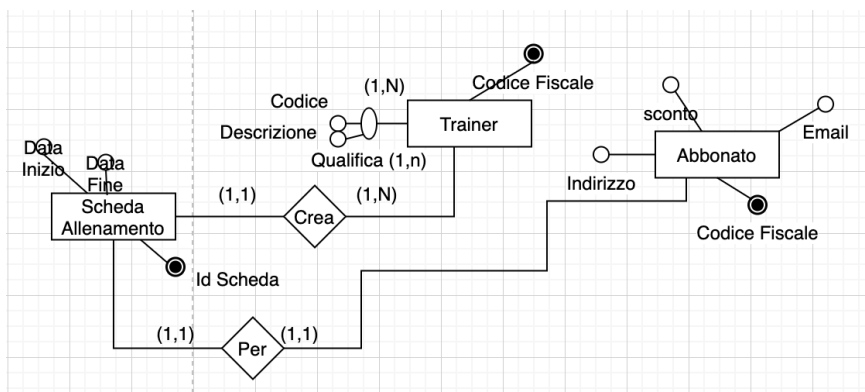 Codice Fiscale
(1,N)
Codice
Trainer
Descrizione
Qualifica (1,n)
sconto
Email
Abbonato
Indirizzo
Codice Fiscale
Data
Inizio
Data
Fine
Scheda
Allenamento
(1,1)
Crea
(1,N)
Id Scheda
(1,1)
Per
(1,1)